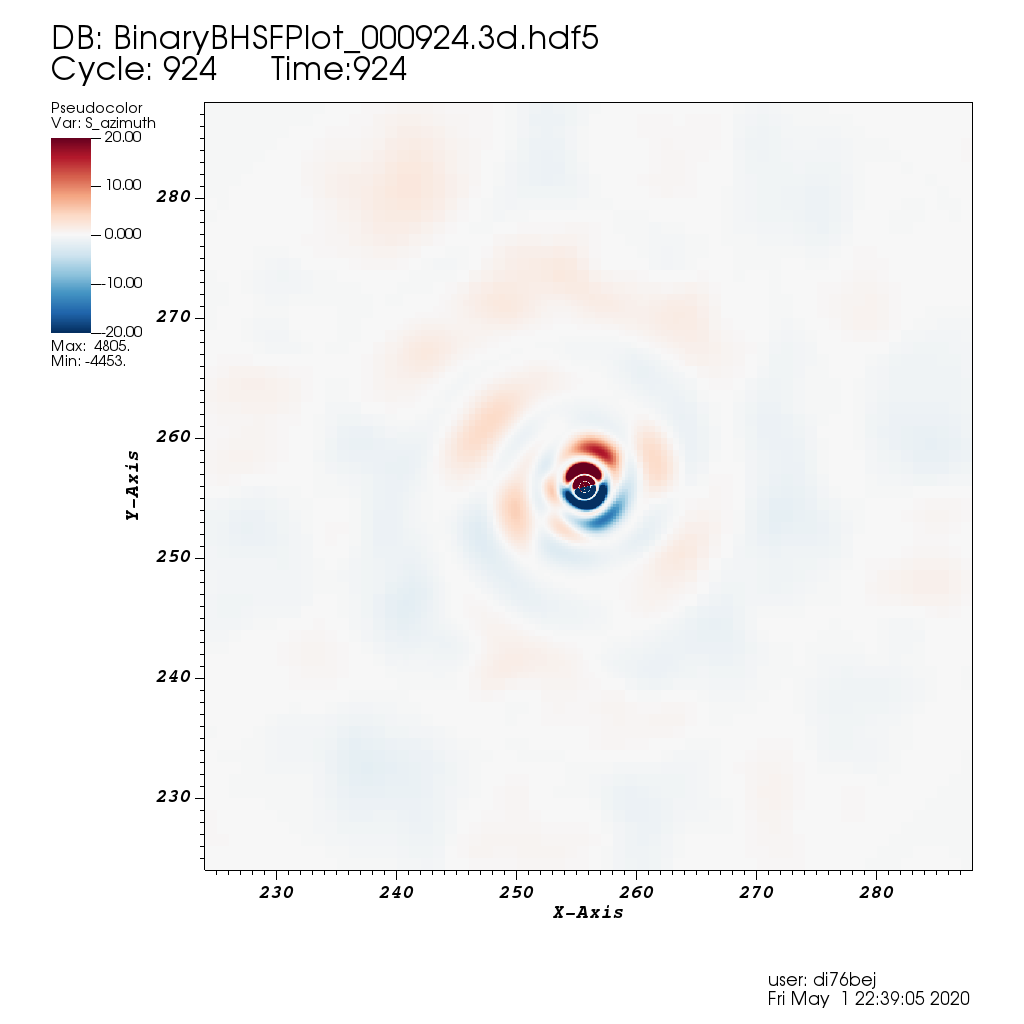 DB: BinaryBHSFPlot_000924.3d.hdf5
Cycle: 924 Time:924
Pseudocolor
Var: S_azimuth
20.00
10.00
0.000
-10.00
-20.00
Max: 4805.
Min: -4453.
280
270
260
250
240
230
Y-Axis
230 240 250 260 270 280
X-Axis
user: di76bej
Fri May 1 22:39:05 2020